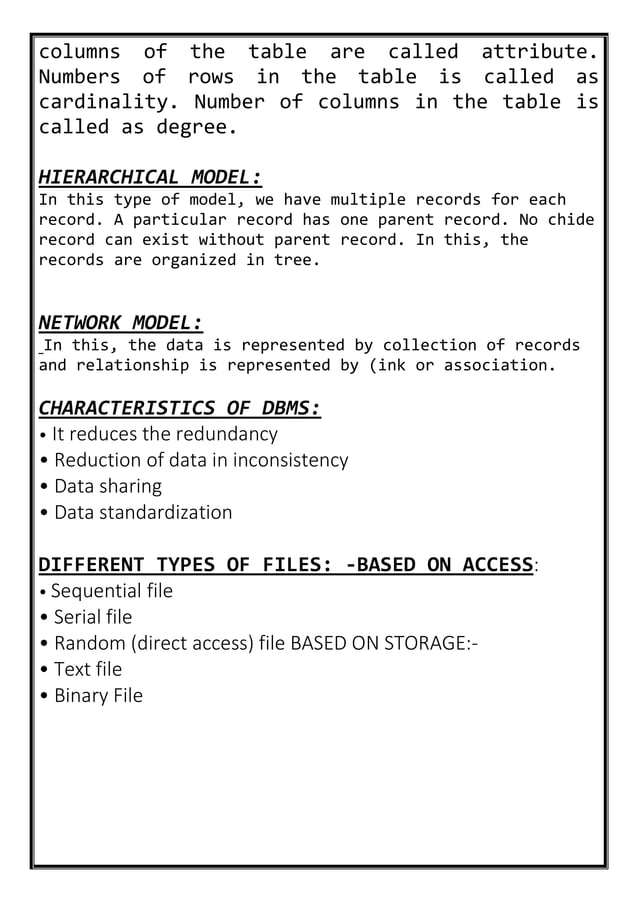 columns of the table are called attribute.
Numbers of rows in the table is called as
cardinality. Number of columns in the table is
called as degree.
HIERARCHICAL MODEL:
In this type of model, we have multiple records for each
record. A particular record has one parent record. No chide
record can exist without parent record. In this, the
records are organized in tree.
NETWORK MODEL:
In this, the data is represented by collection of records
and relationship is represented by (ink or association.
CHARACTERISTICS OF DBMS:
• It reduces the redundancy
• Reduction of data in inconsistency
• Data sharing
• Data standardization
DIFFERENT TYPES OF FILES: -BASED ON ACCESS:
• Sequential file
• Serial file
• Random (direct access) file BASED ON STORAGE:-
• Text file
• Binary File